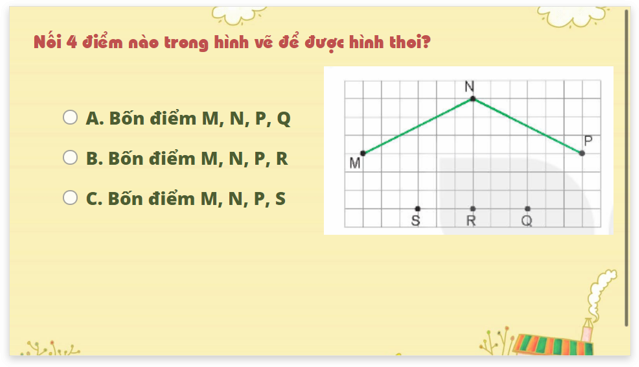 Nối 4 điểm nào trong hình vẽ để được hình thoi?
A. Bốn điểm M, N, P, Q
B. Bốn điểm M, N, P, R
C. Bốn điểm M, N, P, S
N
P
M
S R Q